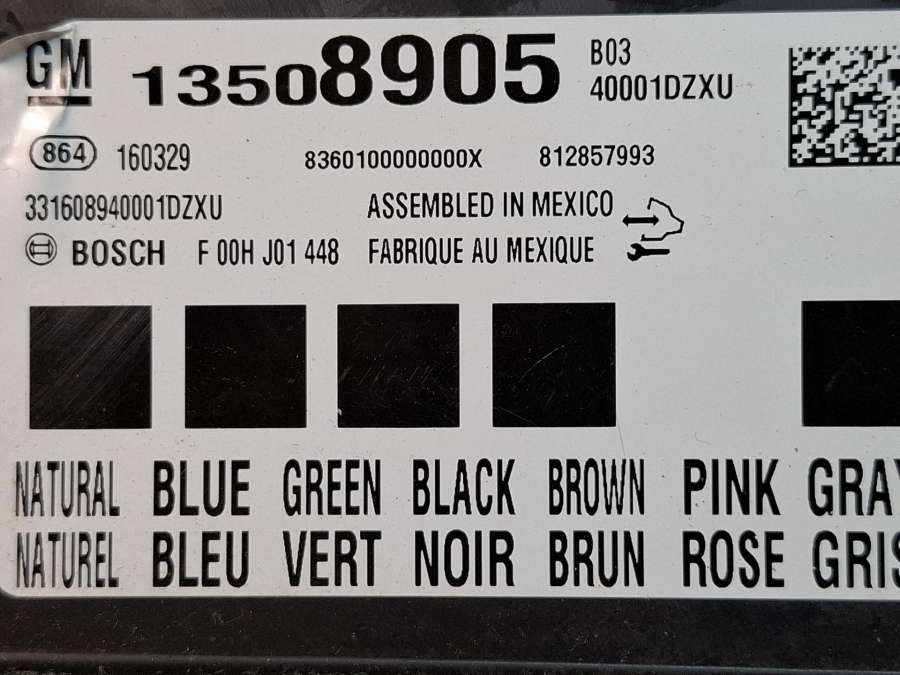 GM 13508905 B03
40001DZXU
864 160329 8360100000000X 812857993
331608940001DZXU ASSEMBLED IN MEXICO
BOSCH F 00H J01 448 FABRIQUE AU MEXIQUE
NATURAL BLUE GREEN BLACK BROWN PINK GRAY
NATUREL BLEU VERT NOIR BRUN ROSE GRIS